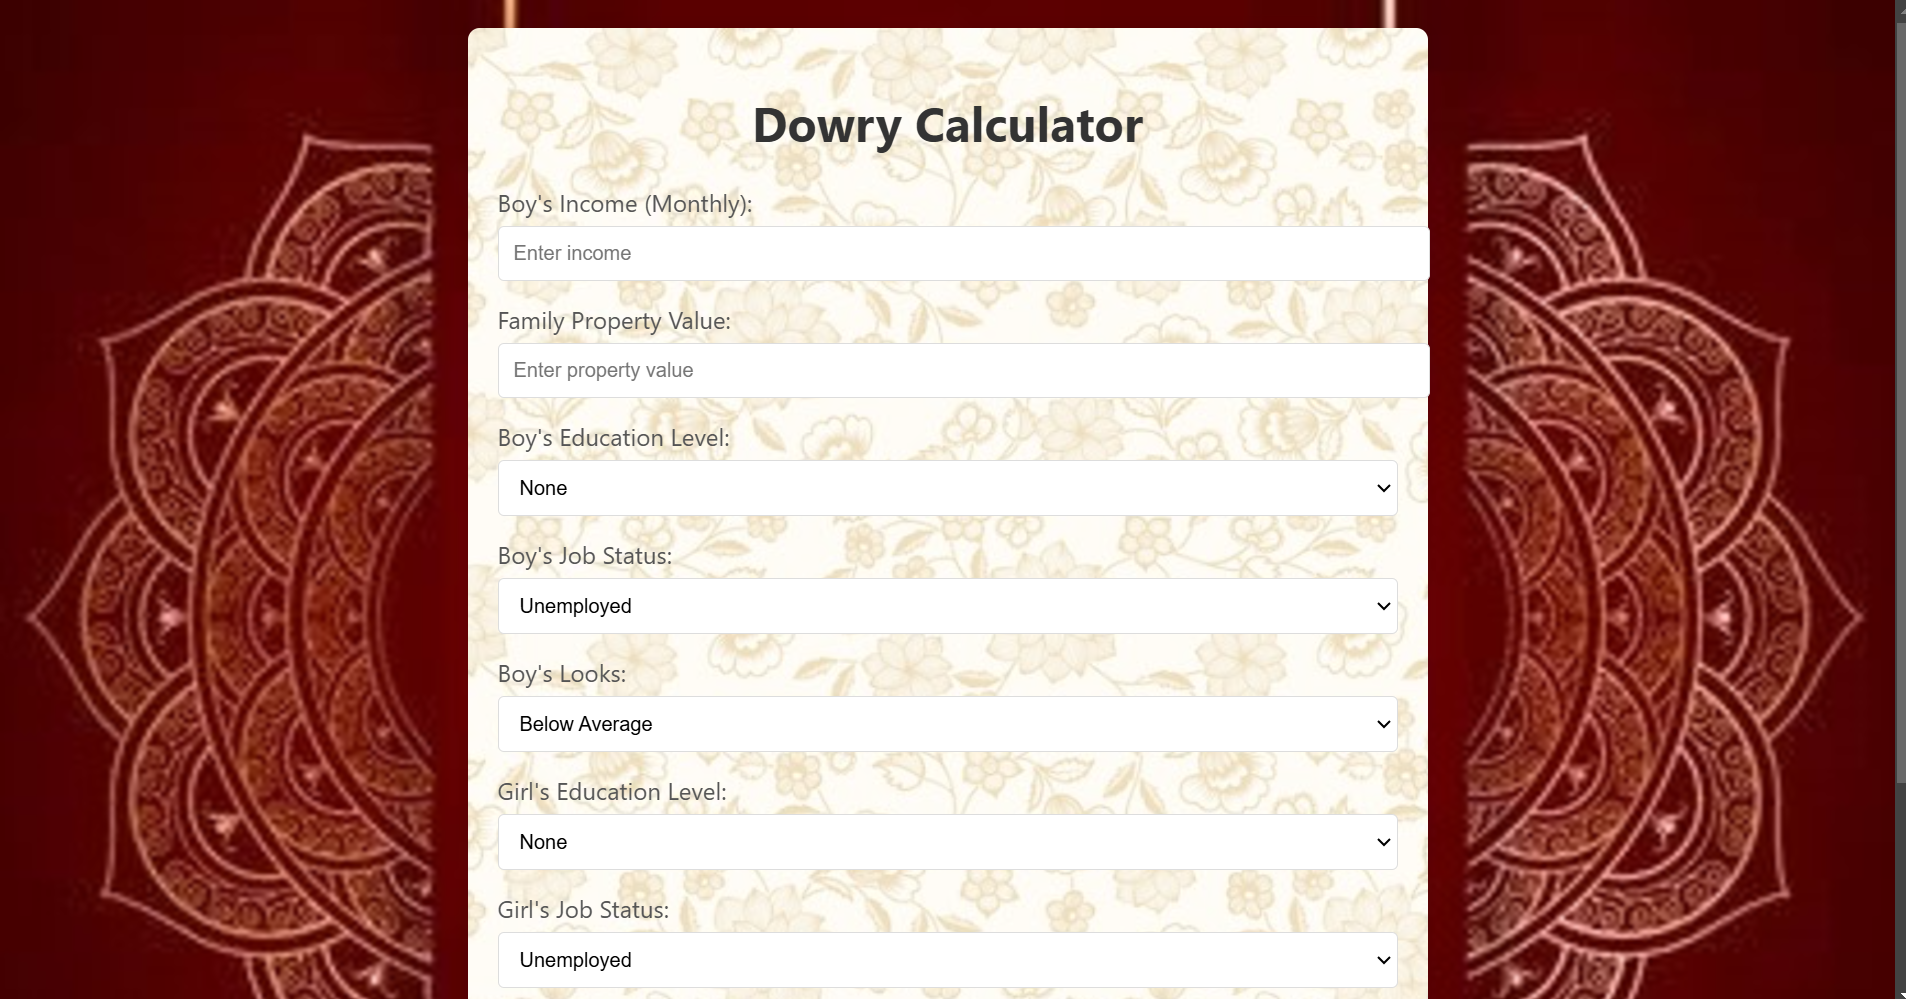 Dowry Calculator
Boy's Income (Monthly):
Enter income
Family Property Value:
Enter property value
Boy's Education Level:
None
Boy's Job Status:
Unemployed
Boy's Looks:
Below Average
Girl's Education Level:
None
Girl's Job Status:
Unemployed